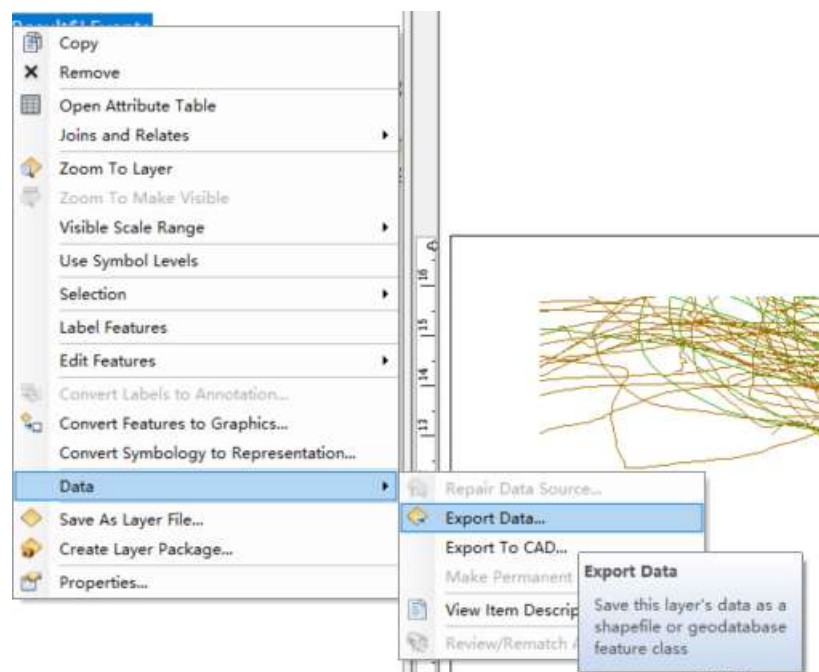 Result$ Events
Copy
Remove
Open Attribute Table
Joins and Relates
Zoom To Layer
Zoom To Make Visible
Visible Scale Range
Use Symbol Levels
Selection
Label Features
Edit Features
Convert Labels to Annotation...
Convert Features to Graphics...
Convert Symbology to Representation...
Data
Save As Layer File...
Create Layer Package...
Properties...
Repair Data Source...
Export Data...
Export To CAD...
Make Permanent
View Item Descrip
Review/Rematch
Export Data
Save this layer's data as a
shapefile or geodatabase
feature class
16
15
14
13